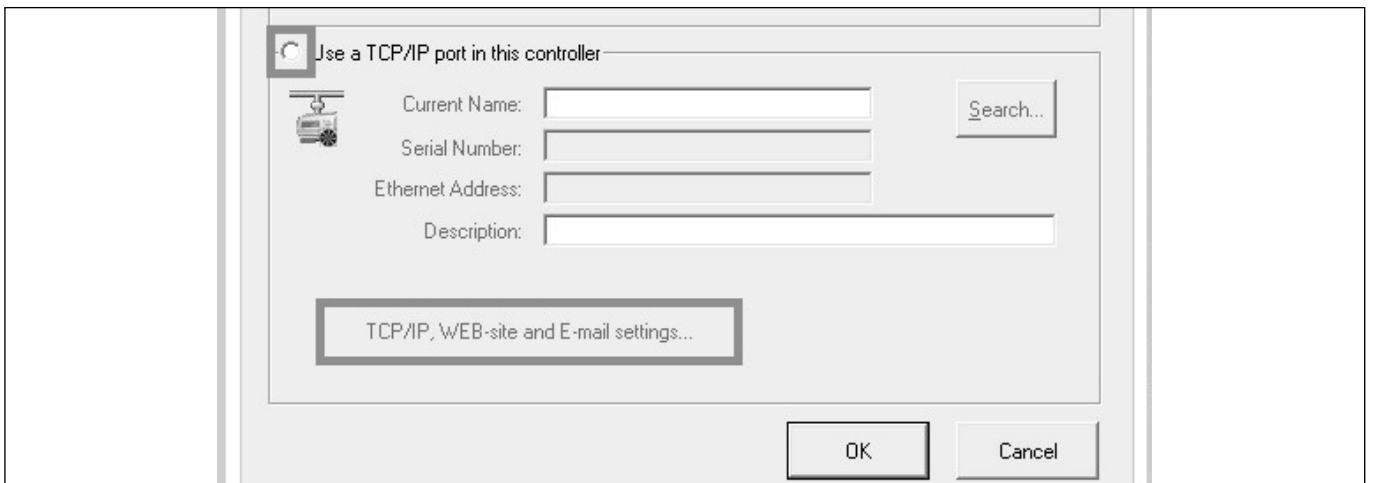 Use a TCP/IP port in this controller
Current Name:
Search...
Serial Number:
Ethernet Address:
Description:
TCP/IP, WEB-site and E-mail settings...
OK Cancel